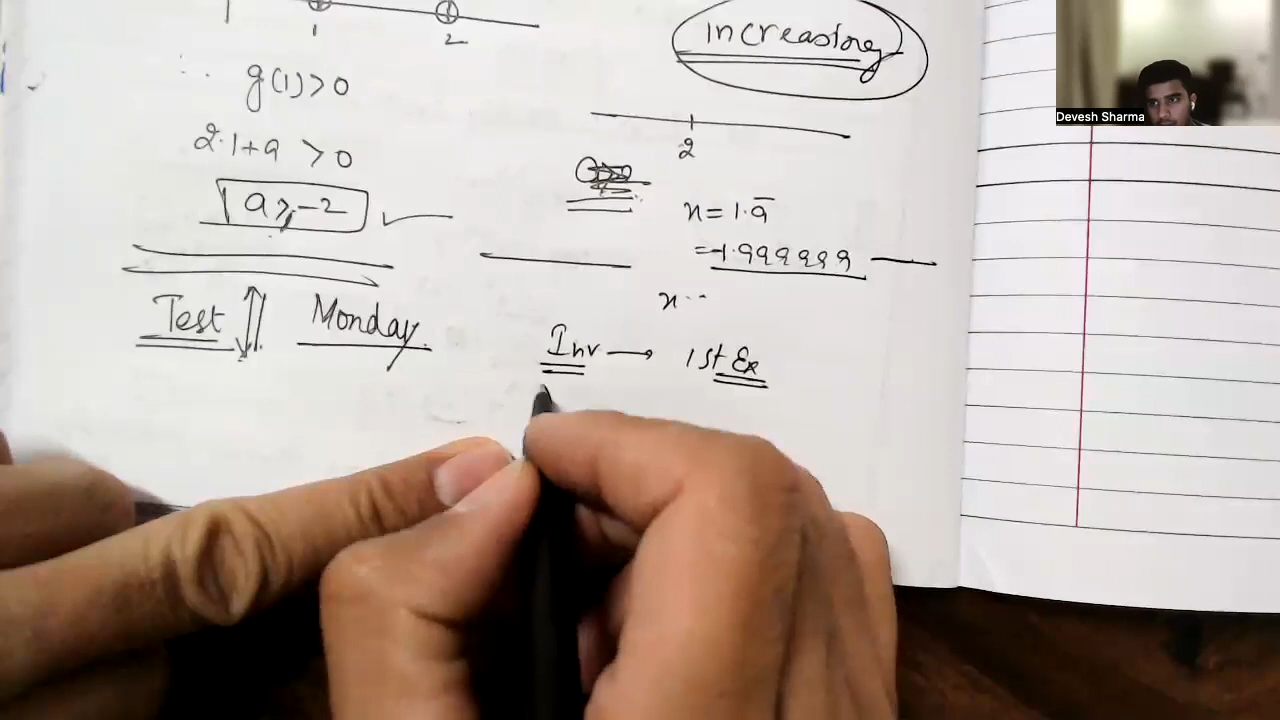 1 2
∴ g(1) > 0
2·1+a > 0
a ≥ -2
Test Monday.
increasing
2
x = 1.9̅
= 1.999999
x
Inv → 1st Ex
Devesh Sharma